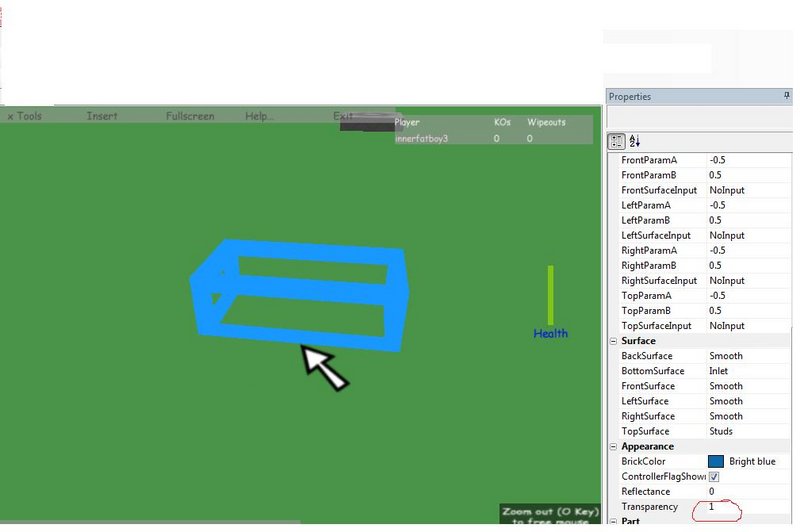 x Tools Insert Fullscreen Help... Exit
Player KOs Wipeouts
innerfatboy3 0 0
Health
Zoom out (O Key)
to free mouse
Properties
FrontParamA -0.5
FrontParamB 0.5
FrontSurfaceInput NoInput
LeftParamA -0.5
LeftParamB 0.5
LeftSurfaceInput NoInput
RightParamA -0.5
RightParamB 0.5
RightSurfaceInput NoInput
TopParamA -0.5
TopParamB 0.5
TopSurfaceInput NoInput
Surface
BackSurface Smooth
BottomSurface Inlet
FrontSurface Smooth
LeftSurface Smooth
RightSurface Smooth
TopSurface Studs
Appearance
BrickColor Bright blue
ControllerFlagShown
Reflectance 0
Transparency 1
Part